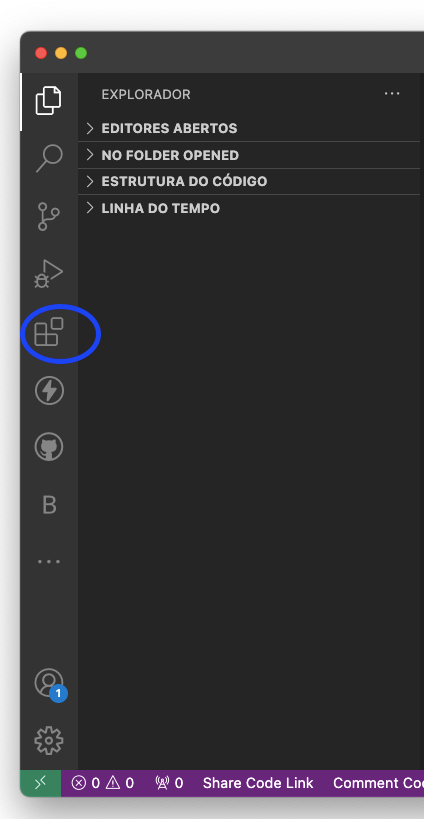 EXPLORADOR
EDITORES ABERTOS
NO FOLDER OPENED
ESTRUTURA DO CÓDIGO
LINHA DO TEMPO
B
1
0 0 0 Share Code Link Comment Coo